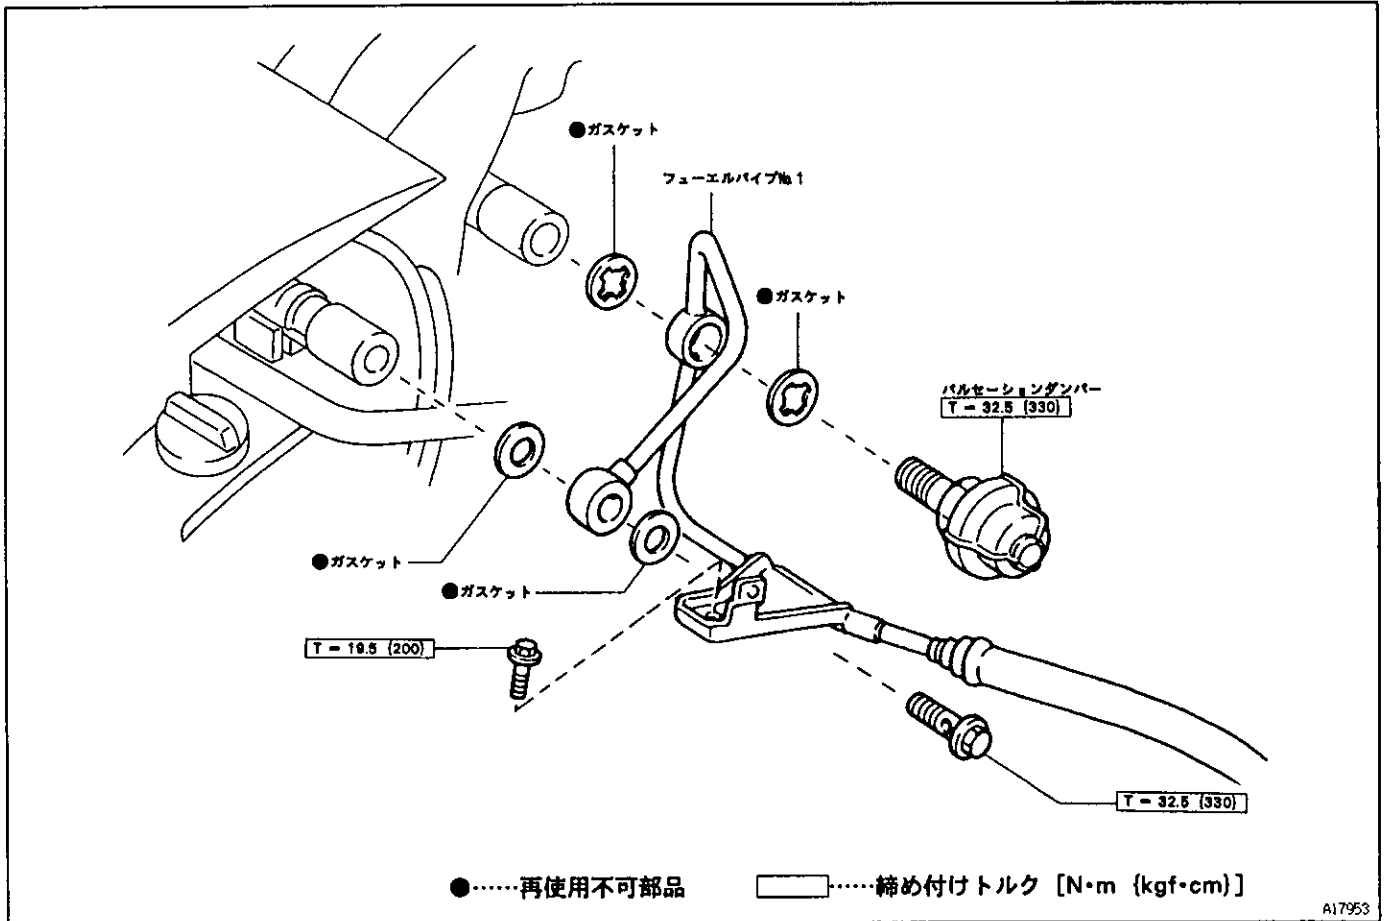 ●ガスケット
フューエルパイプ№1
●ガスケット
パルセーションダンパー
T = 32.5 {330}
●ガスケット
●ガスケット
T = 19.5 {200}
T = 32.5 {330}
●……再使用不可部品
……締め付けトルク [N・m {kgf・cm}]
A17953